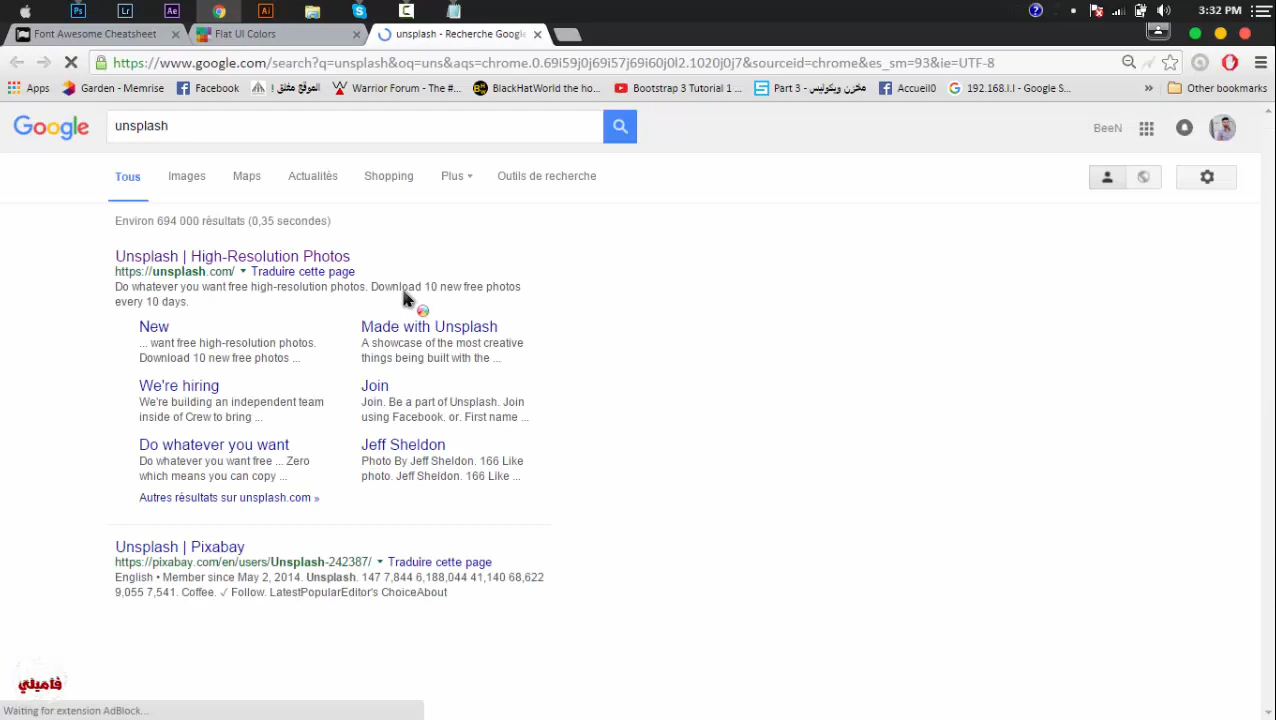 Ps
Lr
Ae
Ai
3:32 PM
Font Awesome Cheatsheet
Flat UI Colors
unsplash - Recherche Google
https://www.google.com/search?q=unsplash&oq=uns&aqs=chrome.0.69i59j0j69i57j69i60j0l2.1020j0j7&sourceid=chrome&es_sm=93&ie=UTF-8
Apps
Garden - Memrise
Facebook
الموقع مغلق !
Warrior Forum - The #...
BlackHatWorld the ho...
Bootstrap 3 Tutorial 1 ...
Part 3 - مخزن ويكونيس
Accueil0
192.168.l.l - Google S...
»
Other bookmarks
Google
unsplash
BeeN
Tous
Images
Maps
Actualités
Shopping
Plus
Outils de recherche
Environ 694 000 résultats (0,35 secondes)
Unsplash | High-Resolution Photos
https://unsplash.com/ Traduire cette page
Do whatever you want free high-resolution photos. Download 10 new free photos
every 10 days.
New
... want free high-resolution photos.
Download 10 new free photos ...
Made with Unsplash
A showcase of the most creative
things being built with the ...
We're hiring
We're building an independent team
inside of Crew to bring ...
Join
Join. Be a part of Unsplash. Join
using Facebook. or. First name ...
Do whatever you want
Do whatever you want free ... Zero
which means you can copy ...
Jeff Sheldon
Photo By Jeff Sheldon. 166 Like
photo. Jeff Sheldon. 166 Like ...
Autres résultats sur unsplash.com »
Unsplash | Pixabay
https://pixabay.com/en/users/Unsplash-242387/ Traduire cette page
English • Member since May 2, 2014. Unsplash. 147 7,844 6,188,044 41,140 68,622
9,055 7,541. Coffee. ✓ Follow. LatestPopularEditor's ChoiceAbout
Waiting for extension AdBlock...